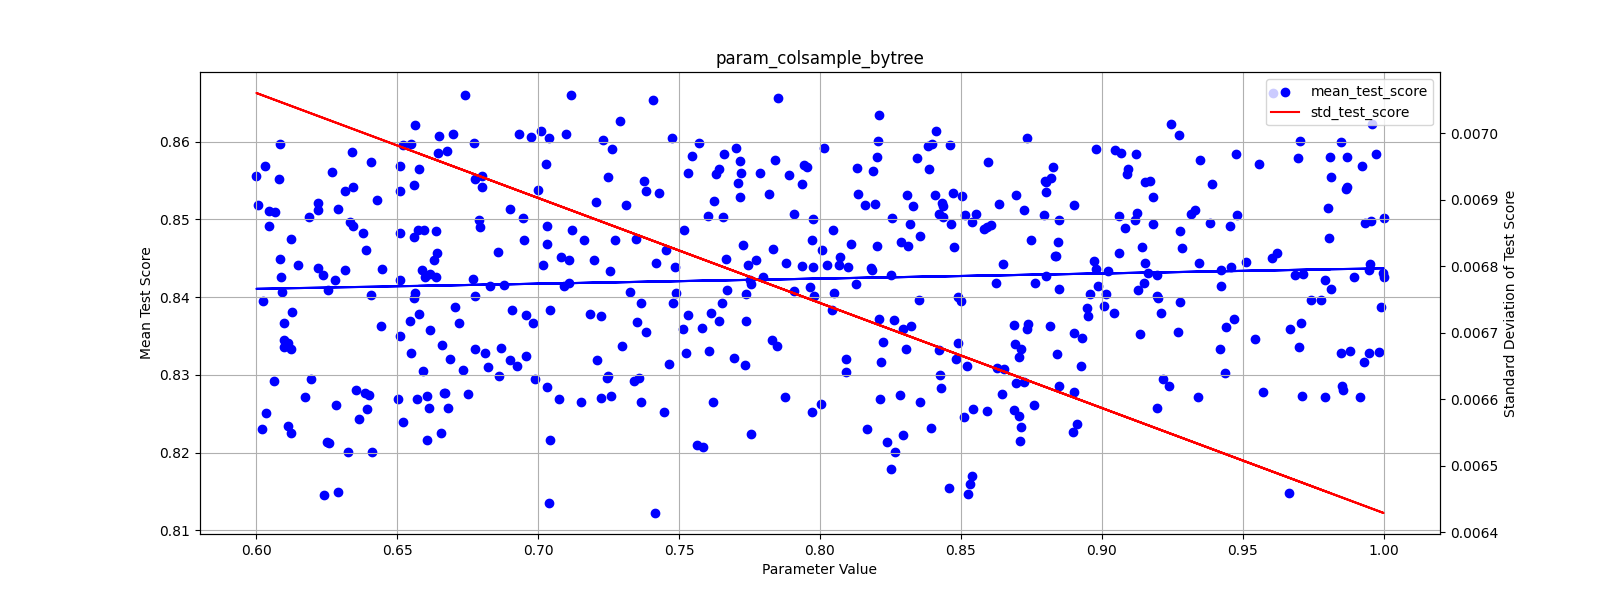 param_colsample_bytree
mean_test_score
std_test_score
Mean Test Score
0.86
0.85
0.84
0.83
0.82
0.81
0.0070
0.0069
0.0068
0.0067
0.0066
0.0065
0.0064
Standard Deviation of Test Score
0.60 0.65 0.70 0.75 0.80 0.85 0.90 0.95 1.00
Parameter Value